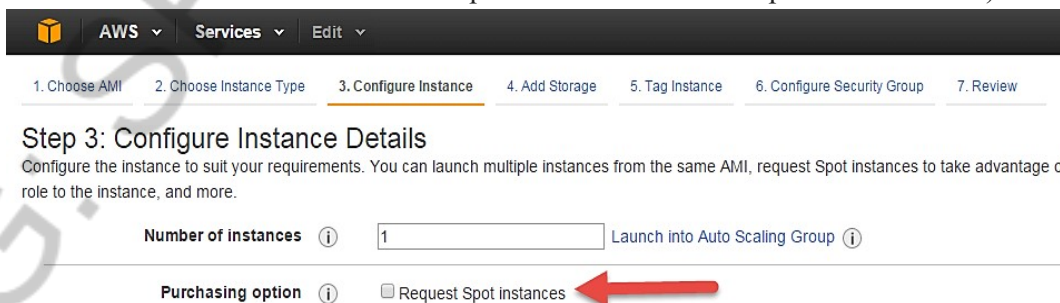 AWS Services Edit
1. Choose AMI 2. Choose Instance Type 3. Configure Instance 4. Add Storage 5. Tag Instance 6. Configure Security Group 7. Review
Step 3: Configure Instance Details
Configure the instance to suit your requirements. You can launch multiple instances from the same AMI, request Spot instances to take advantage
role to the instance, and more.
Number of instances 1 Launch into Auto Scaling Group
Purchasing option Request Spot instances